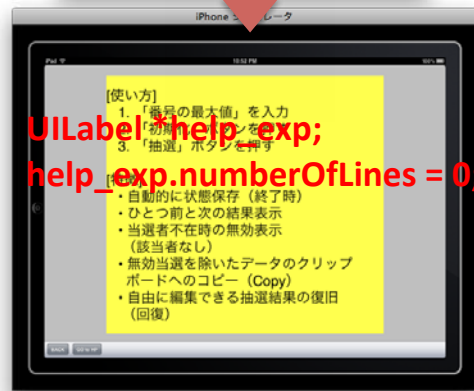 iPhone シミュレータ
iPad 10:52 PM 100%
[使い方]
1. 「番号の最大値」を入力
UILabel *help_exp;
2. 「初期化」ボタンを
3. 「抽選」ボタンを押す
help_exp.numberOfLines = 0
・自動的に状態保存（終了時）
・ひとつ前と次の結果表示
・当選者不在時の無効表示
（該当者なし）
・無効当選を除いたデータのクリップ
ボードへのコピー（Copy）
・自由に編集できる抽選結果の復旧
（回復）
BACK